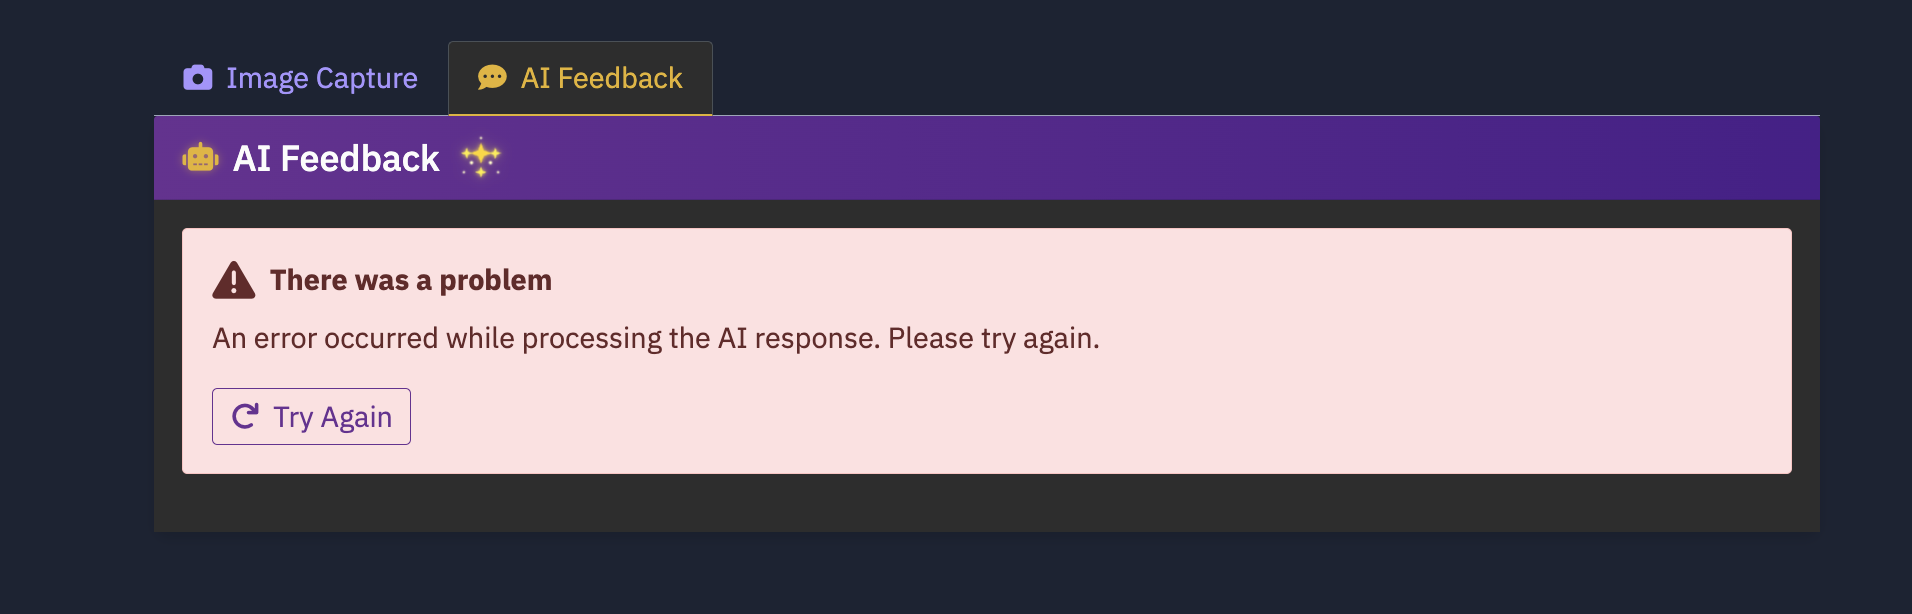 Image Capture
AI Feedback
AI Feedback
There was a problem
An error occurred while processing the AI response. Please try again.
Try Again